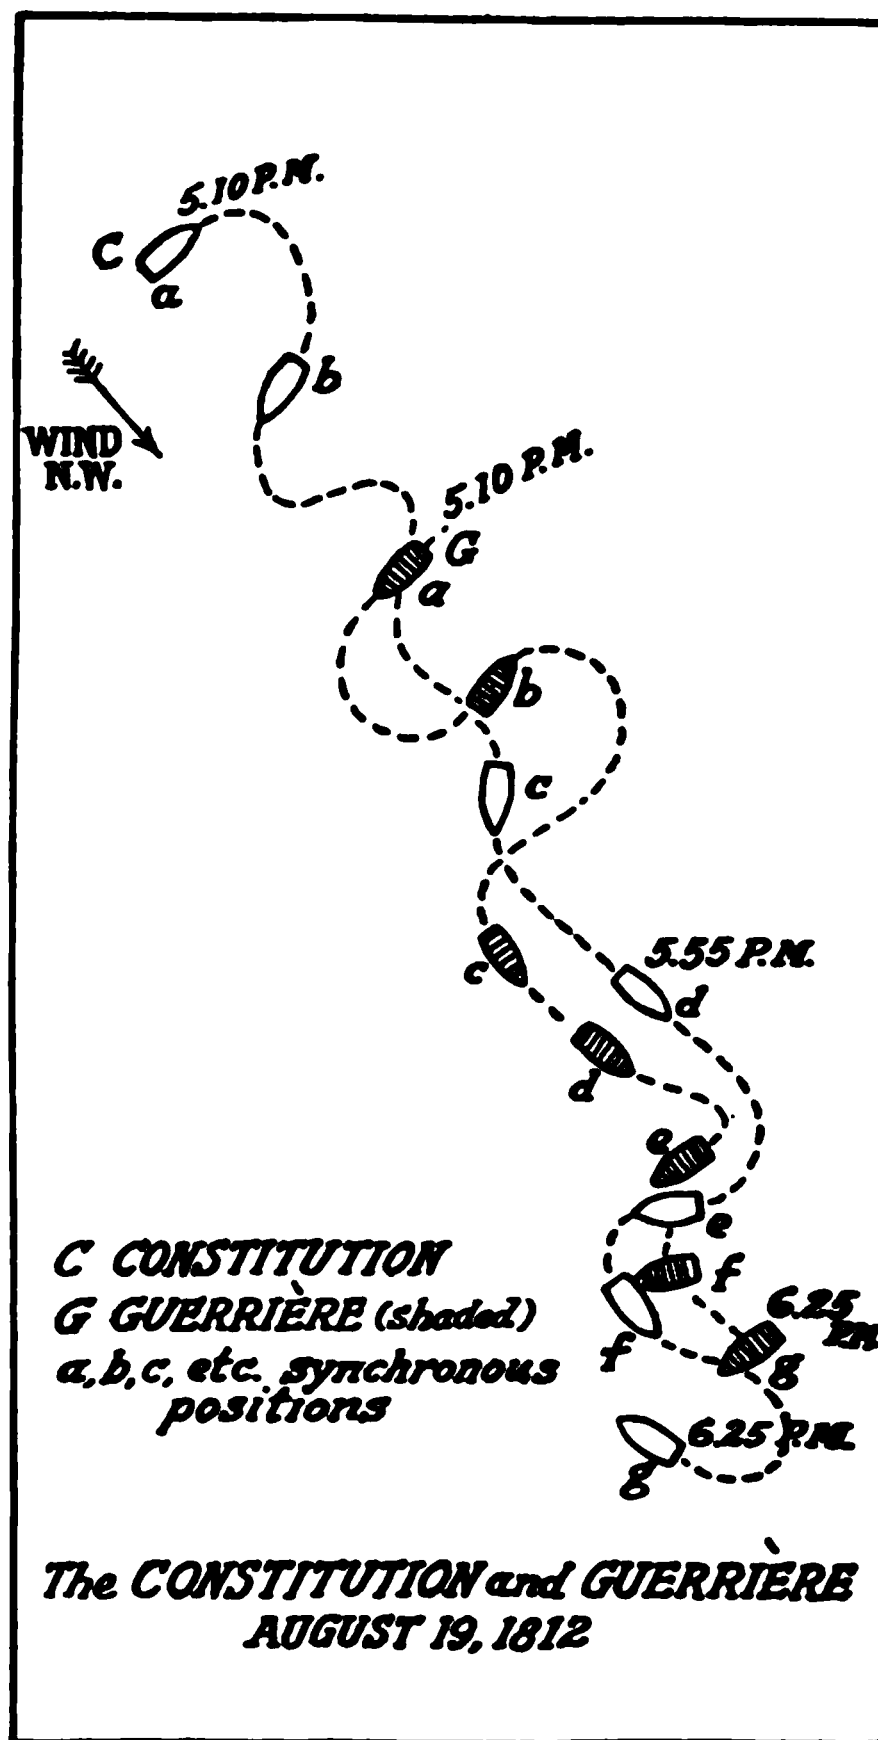 5.10 P.M.
C
a
b
WIND
N.W.
5.10 P.M.
G
a
b
c
c
5.55 P.M.
d
d
e
e
f
f
6.25
P.M.
g
6.25 P.M.
g
C CONSTITUTION
G GUERRIÈRE (shaded)
a, b, c, etc. synchronous
positions
The CONSTITUTION and GUERRIÈRE
AUGUST 19, 1812